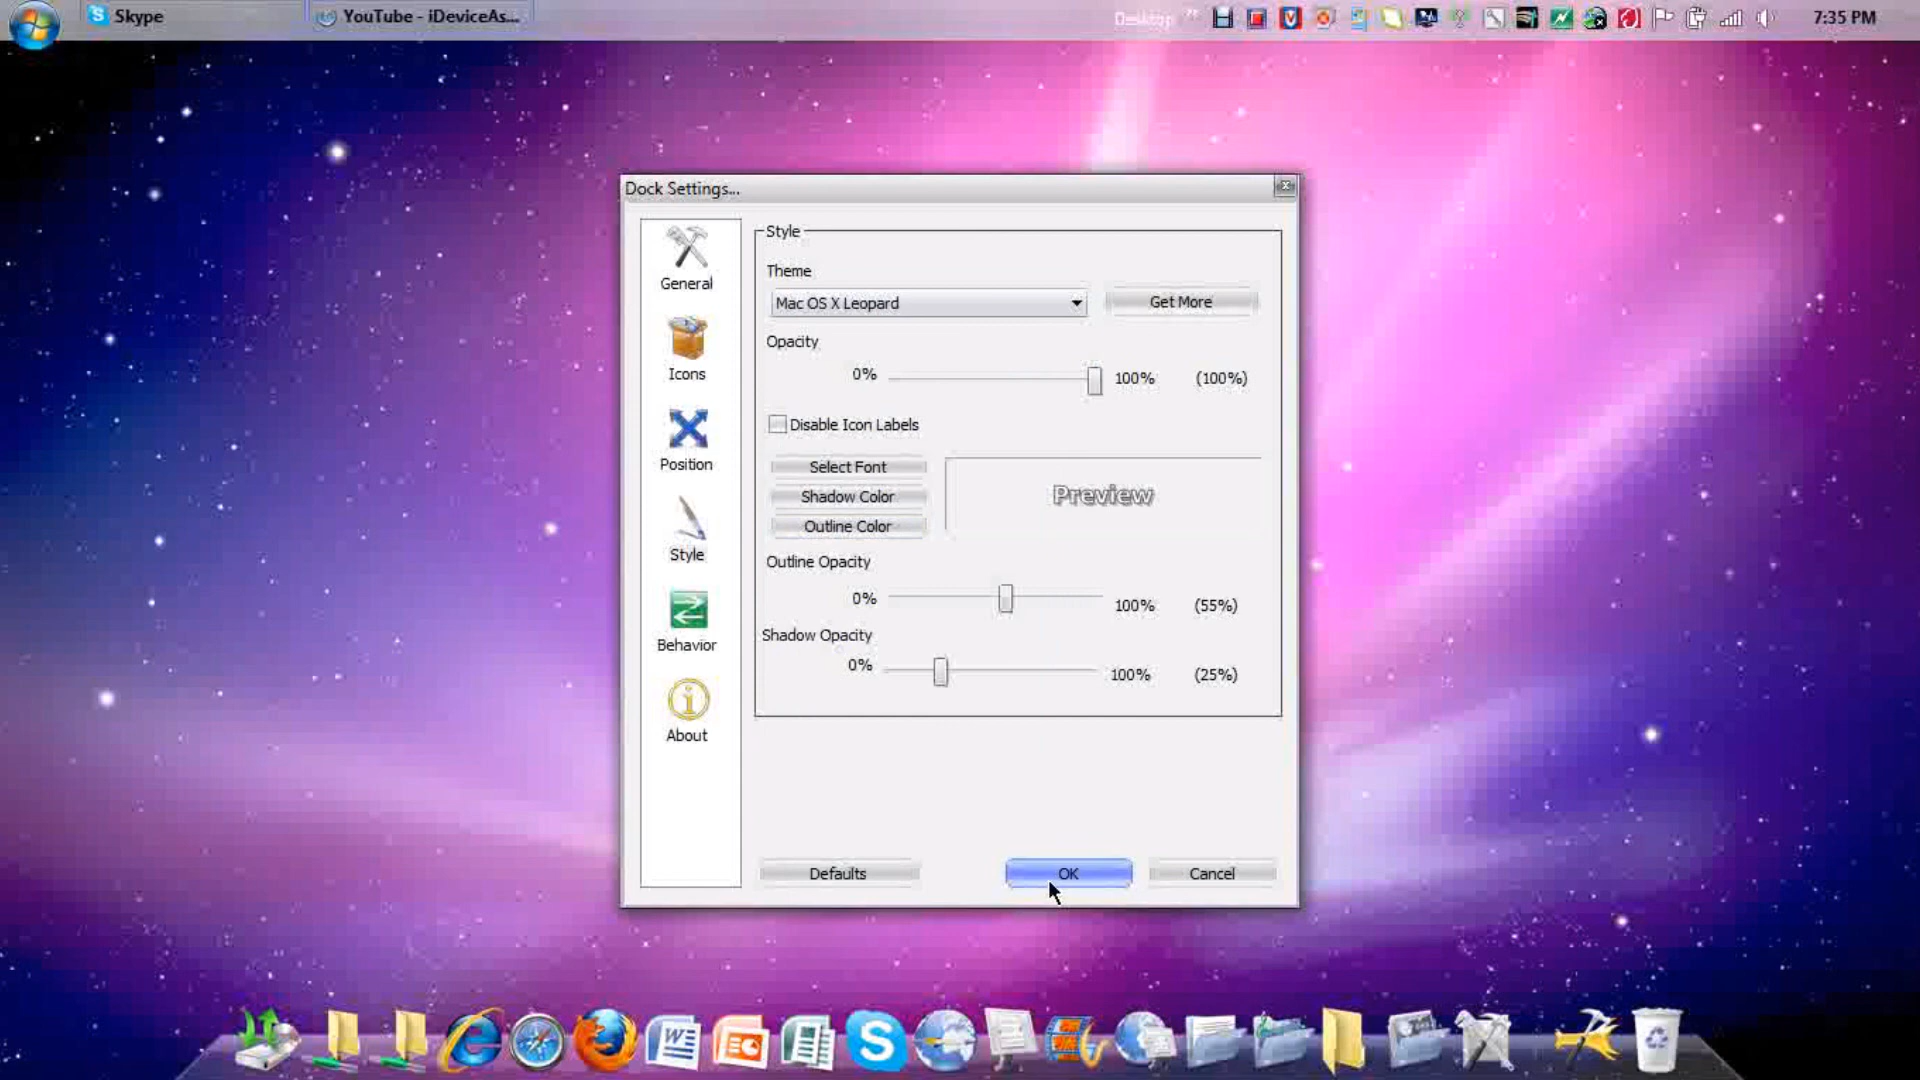 Skype
YouTube - iDeviceAs...
Desktop
7:35 PM
Dock Settings...
General
Icons
Position
Style
Behavior
About
Style
Theme
Mac OS X Leopard
Get More
Opacity
0% 100% (100%)
Disable Icon Labels
Select Font
Shadow Color
Outline Color
Preview
Outline Opacity
0% 100% (55%)
Shadow Opacity
0% 100% (25%)
Defaults
OK
Cancel